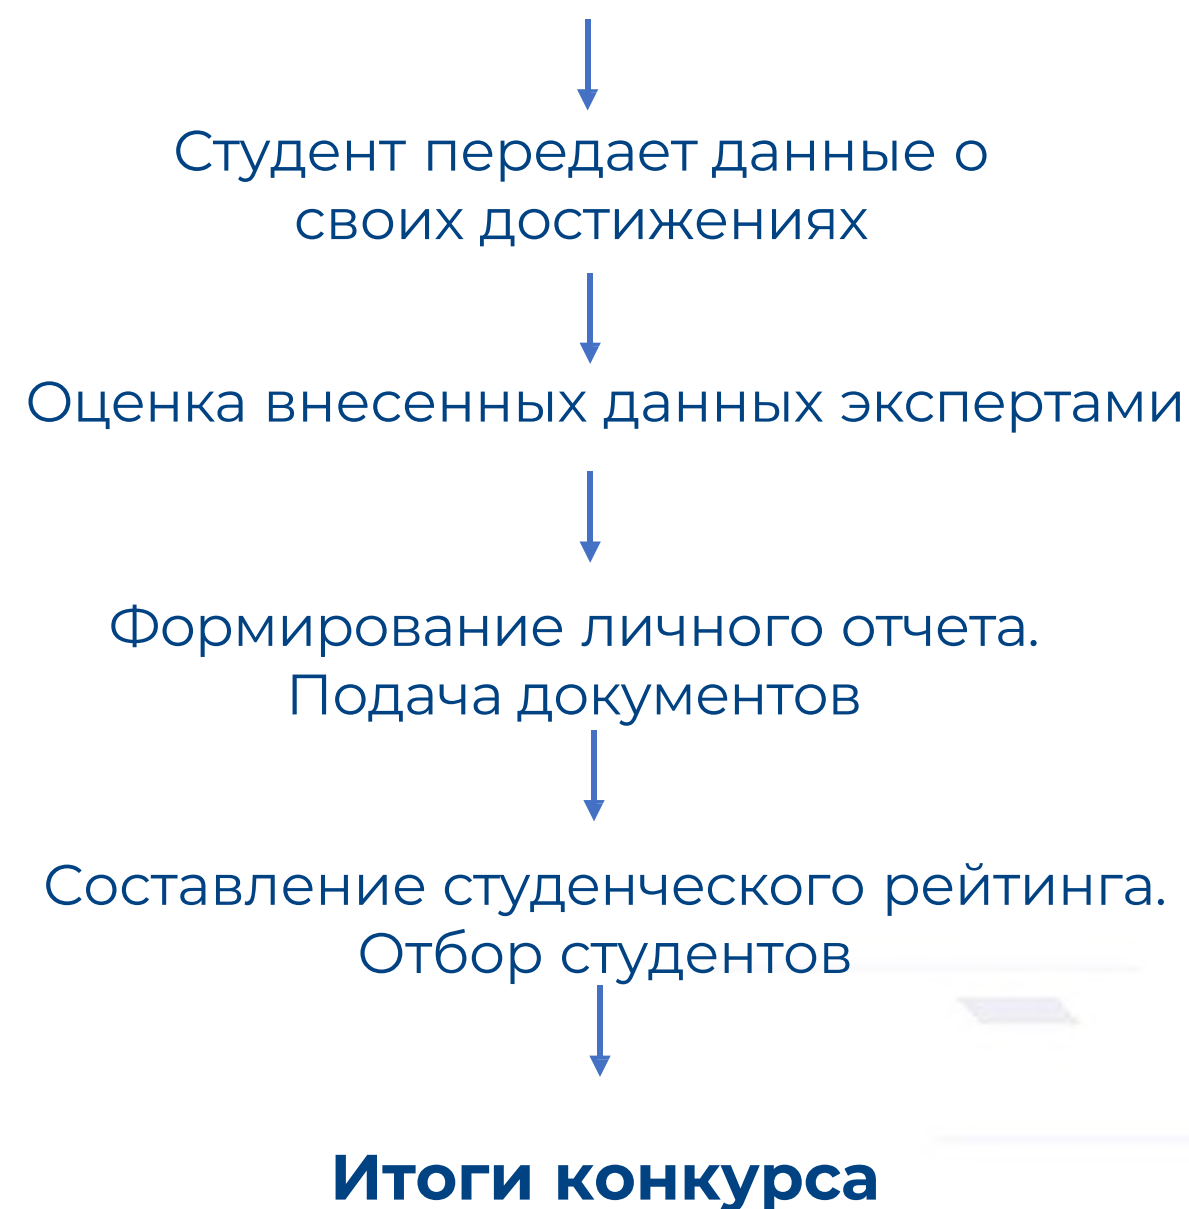 Студент передает данные о
своих достижениях
Оценка внесенных данных экспертами
Формирование личного отчета.
Подача документов
Составление студенческого рейтинга.
Отбор студентов
Итоги конкурса